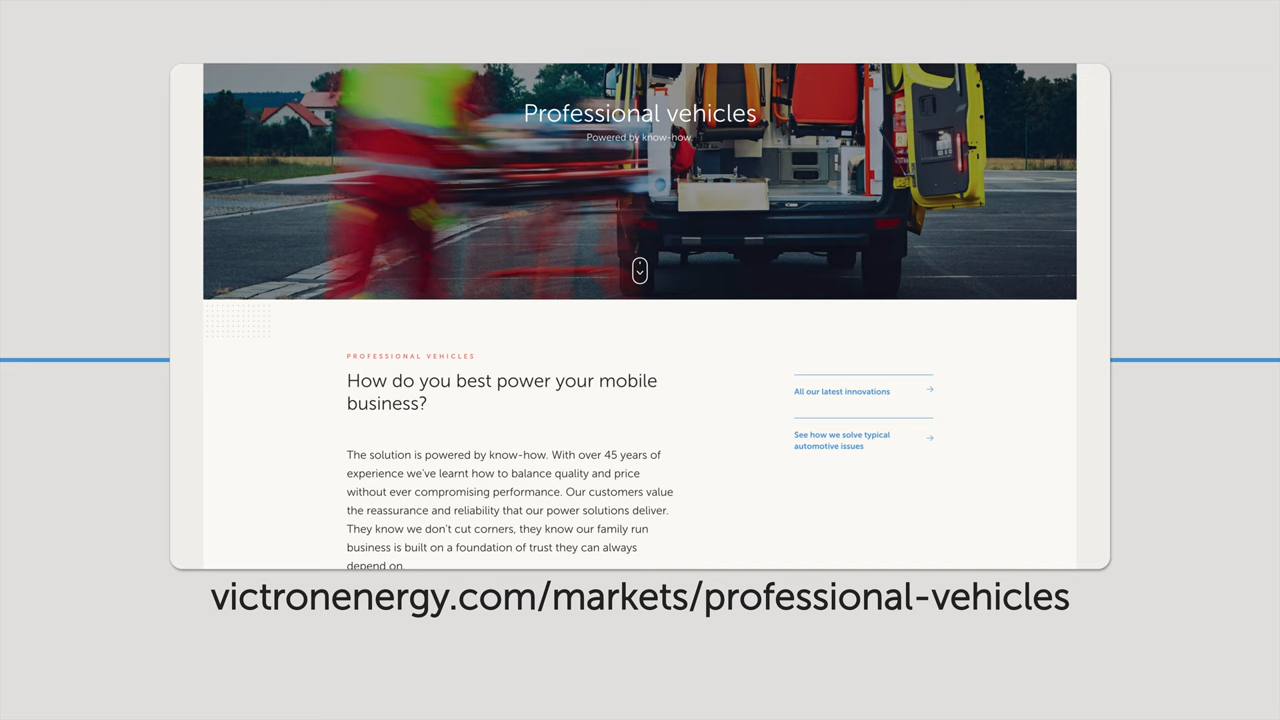 Professional vehicles
Powered by know-how.
PROFESSIONAL VEHICLES
How do you best power your mobile
business?
The solution is powered by know-how. With over 45 years of
experience we've learnt how to balance quality and price
without ever compromising performance. Our customers value
the reassurance and reliability that our power solutions deliver.
They know we don't cut corners, they know our family run
business is built on a foundation of trust they can always
depend on.
All our latest innovations
See how we solve typical
automotive issues
victronenergy.com/markets/professional-vehicles